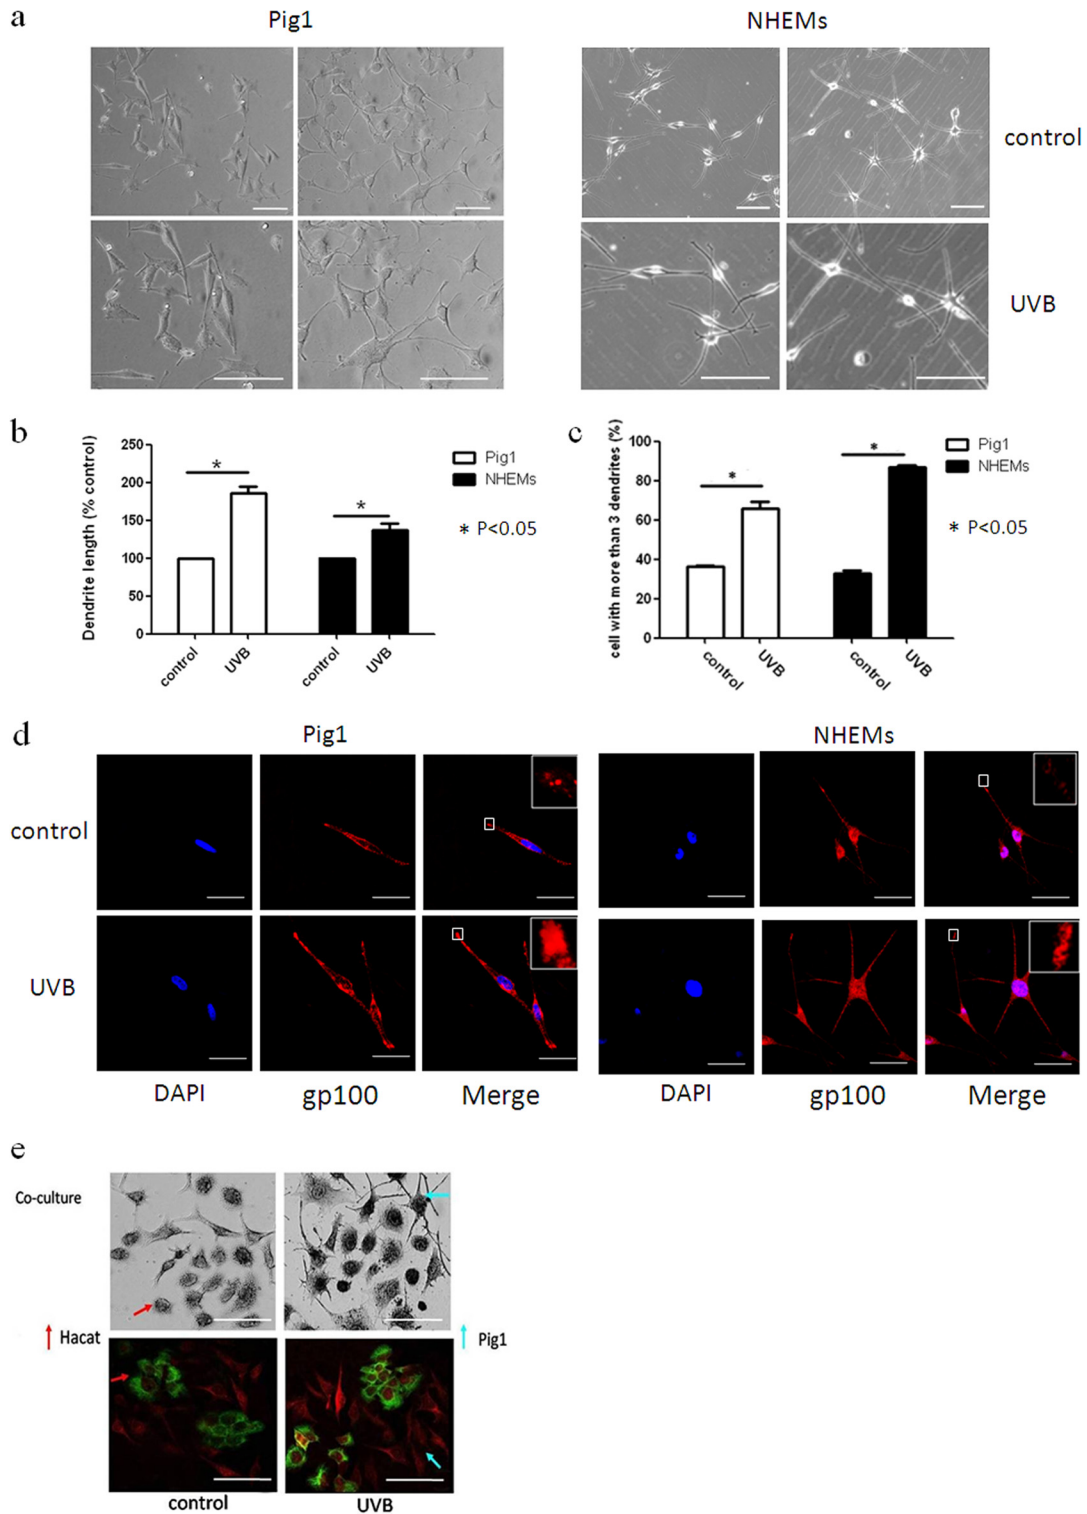 a
Pig1
NHEMs
control
UVB
b
Dendrite length (% control)
250
200
150
100
50
0
*
*
control
UVB
control
UVB
Pig1
NHEMs
* P<0.05
c
cell with more than 3 dendrites (%)
100
80
60
40
20
0
*
*
control
UVB
control
UVB
Pig1
NHEMs
* P<0.05
d
Pig1
NHEMs
control
UVB
DAPI
gp100
Merge
DAPI
gp100
Merge
e
Co-culture
Hacat
Pig1
control
UVB